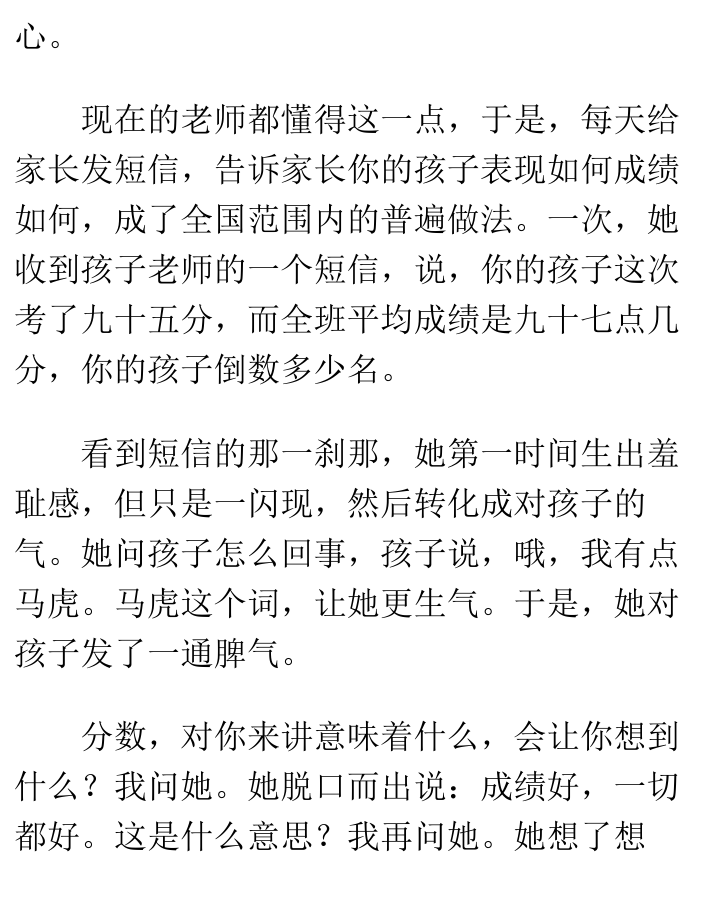 心。
现在的老师都懂得这一点，于是，每天给
家长发短信，告诉家长你的孩子表现如何成绩
如何，成了全国范围内的普遍做法。一次，她
收到孩子老师的一个短信，说，你的孩子这次
考了九十五分，而全班平均成绩是九十七点几
分，你的孩子倒数多少名。
看到短信的那一刹那，她第一时间生出羞
耻感，但只是一闪现，然后转化成对孩子的
气。她问孩子怎么回事，孩子说，哦，我有点
马虎。马虎这个词，让她更生气。于是，她对
孩子发了一通脾气。
分数，对你来讲意味着什么，会让你想到
什么？我问她。她脱口而出说：成绩好，一切
都好。这是什么意思？我再问她。她想了想